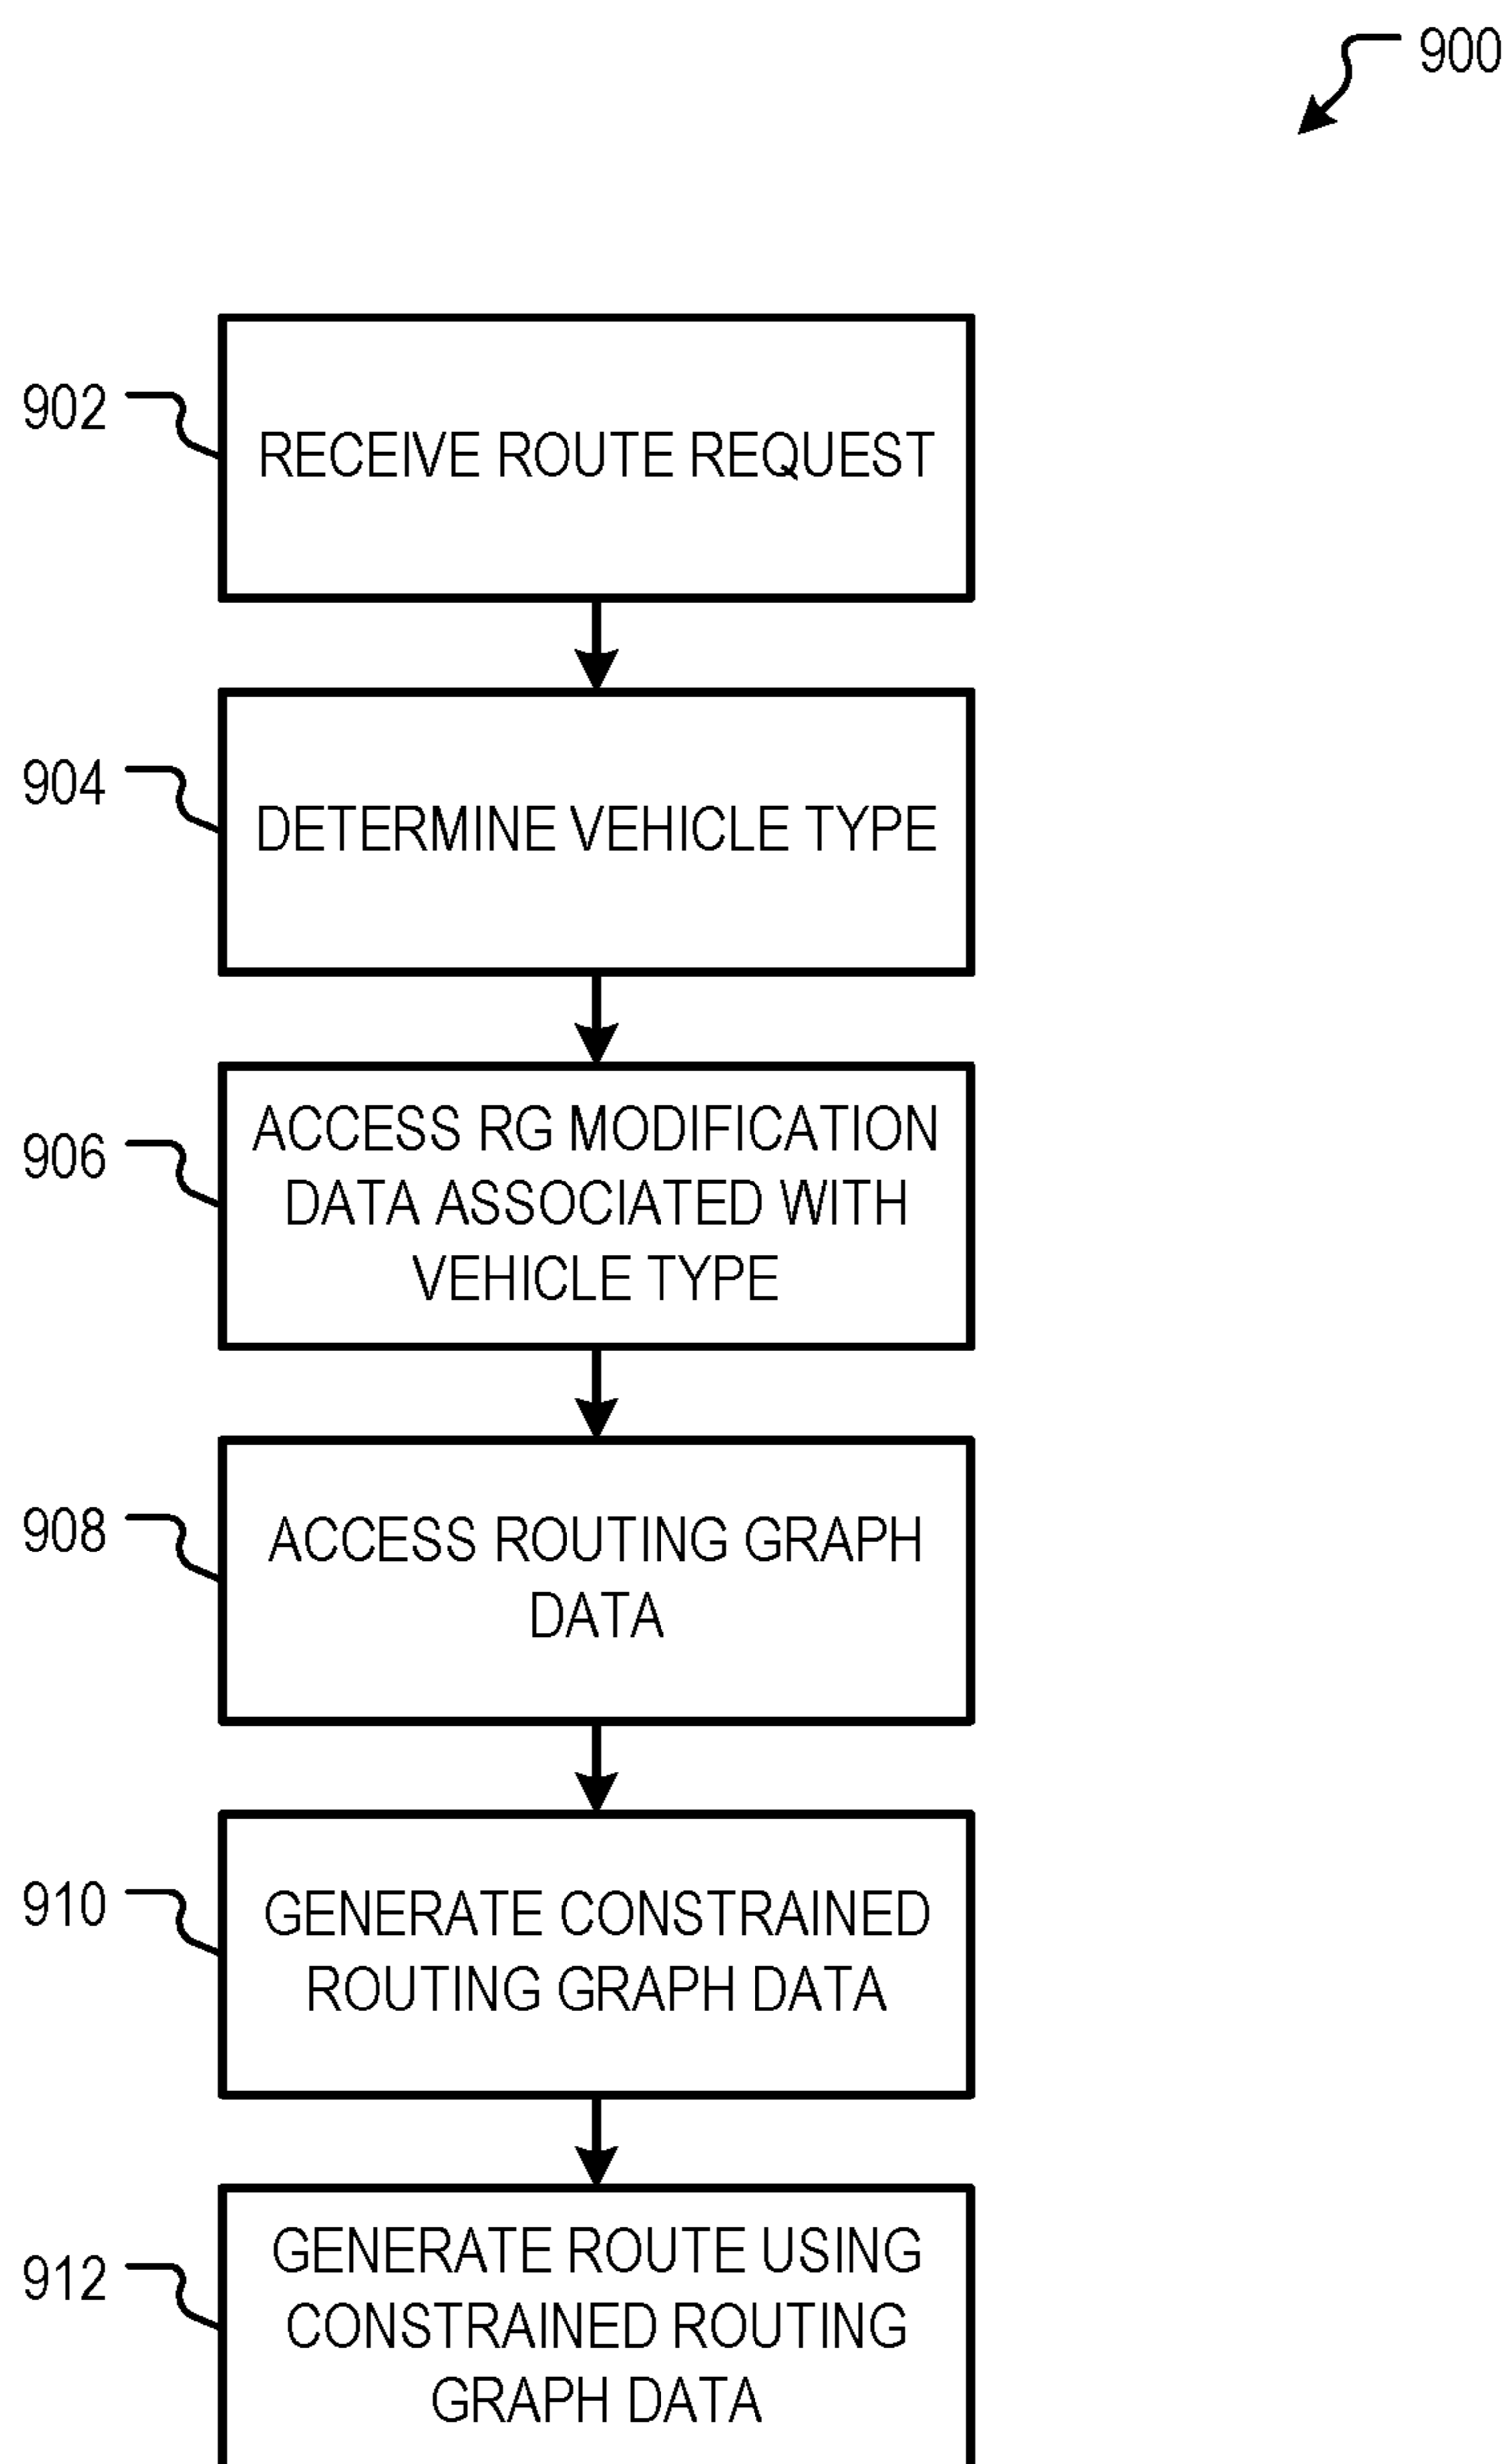 900
902
RECEIVE ROUTE REQUEST
904
DETERMINE VEHICLE TYPE
906
ACCESS RG MODIFICATION
DATA ASSOCIATED WITH
VEHICLE TYPE
908
ACCESS ROUTING GRAPH
DATA
910
GENERATE CONSTRAINED
ROUTING GRAPH DATA
912
GENERATE ROUTE USING
CONSTRAINED ROUTING
GRAPH DATA